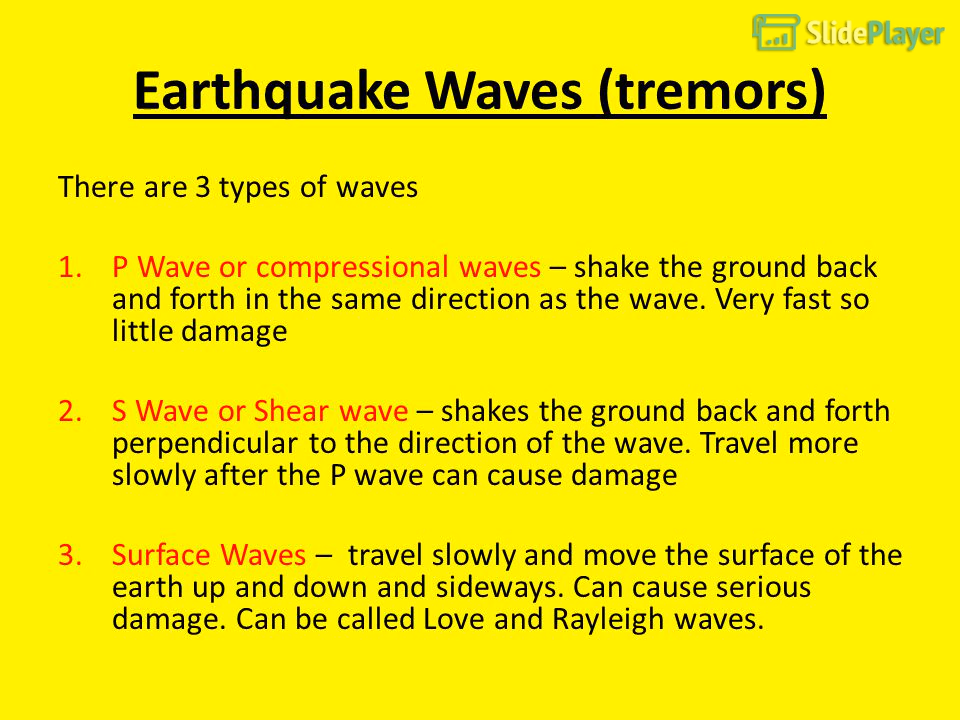 SlidePlayer
Earthquake Waves (tremors)
There are 3 types of waves
1. P Wave or compressional waves – shake the ground back
and forth in the same direction as the wave. Very fast so
little damage
2. S Wave or Shear wave – shakes the ground back and forth
perpendicular to the direction of the wave. Travel more
slowly after the P wave can cause damage
3. Surface Waves – travel slowly and move the surface of the
earth up and down and sideways. Can cause serious
damage. Can be called Love and Rayleigh waves.